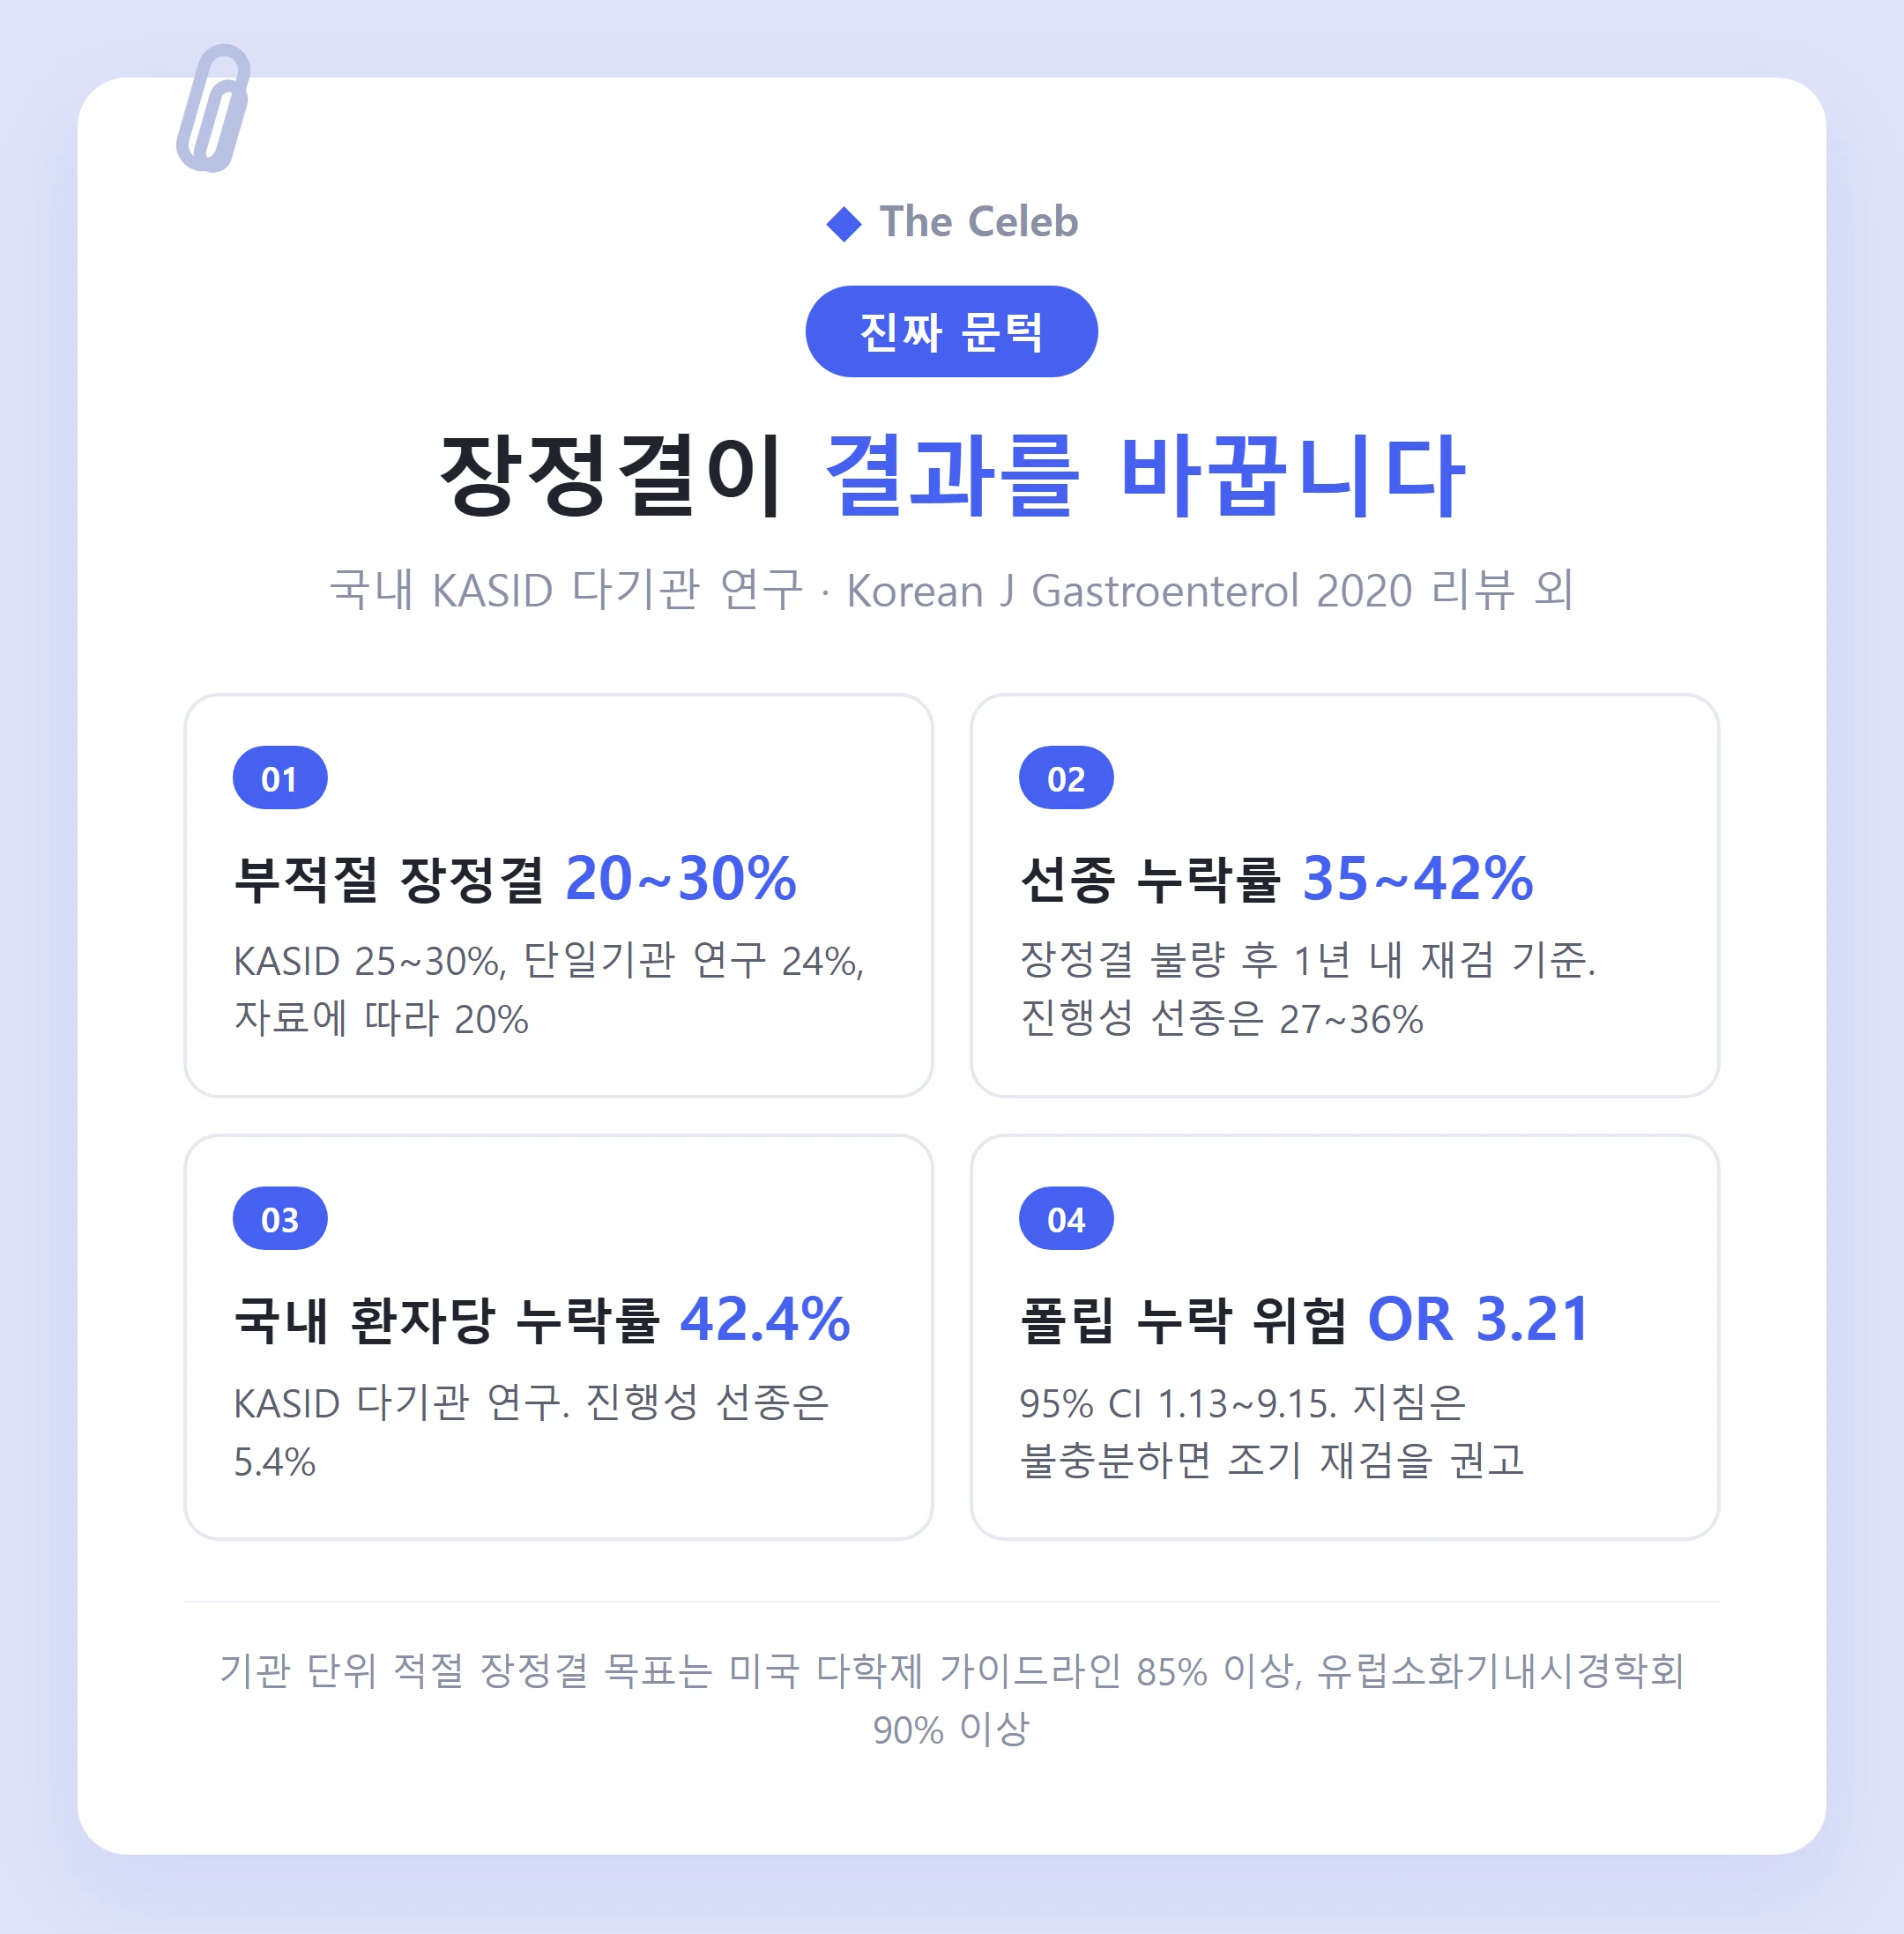 The Celeb
진짜 문턱
장정결이 결과를 바꿉니다
국내 KASID 다기관 연구 · Korean J Gastroenterol 2020 리뷰 외
01
부적절 장정결 20~30%
KASID 25~30%, 단일기관 연구 24%,
자료에 따라 20%
02
선종 누락률 35~42%
장정결 불량 후 1년 내 재검 기준.
진행성 선종은 27~36%
03
국내 환자당 누락률 42.4%
KASID 다기관 연구. 진행성 선종은
5.4%
04
폴립 누락 위험 OR 3.21
95% CI 1.13~9.15. 지침은
불충분하면 조기 재검을 권고
기관 단위 적절 장정결 목표는 미국 다학제 가이드라인 85% 이상, 유럽소화기내시경학회
90% 이상